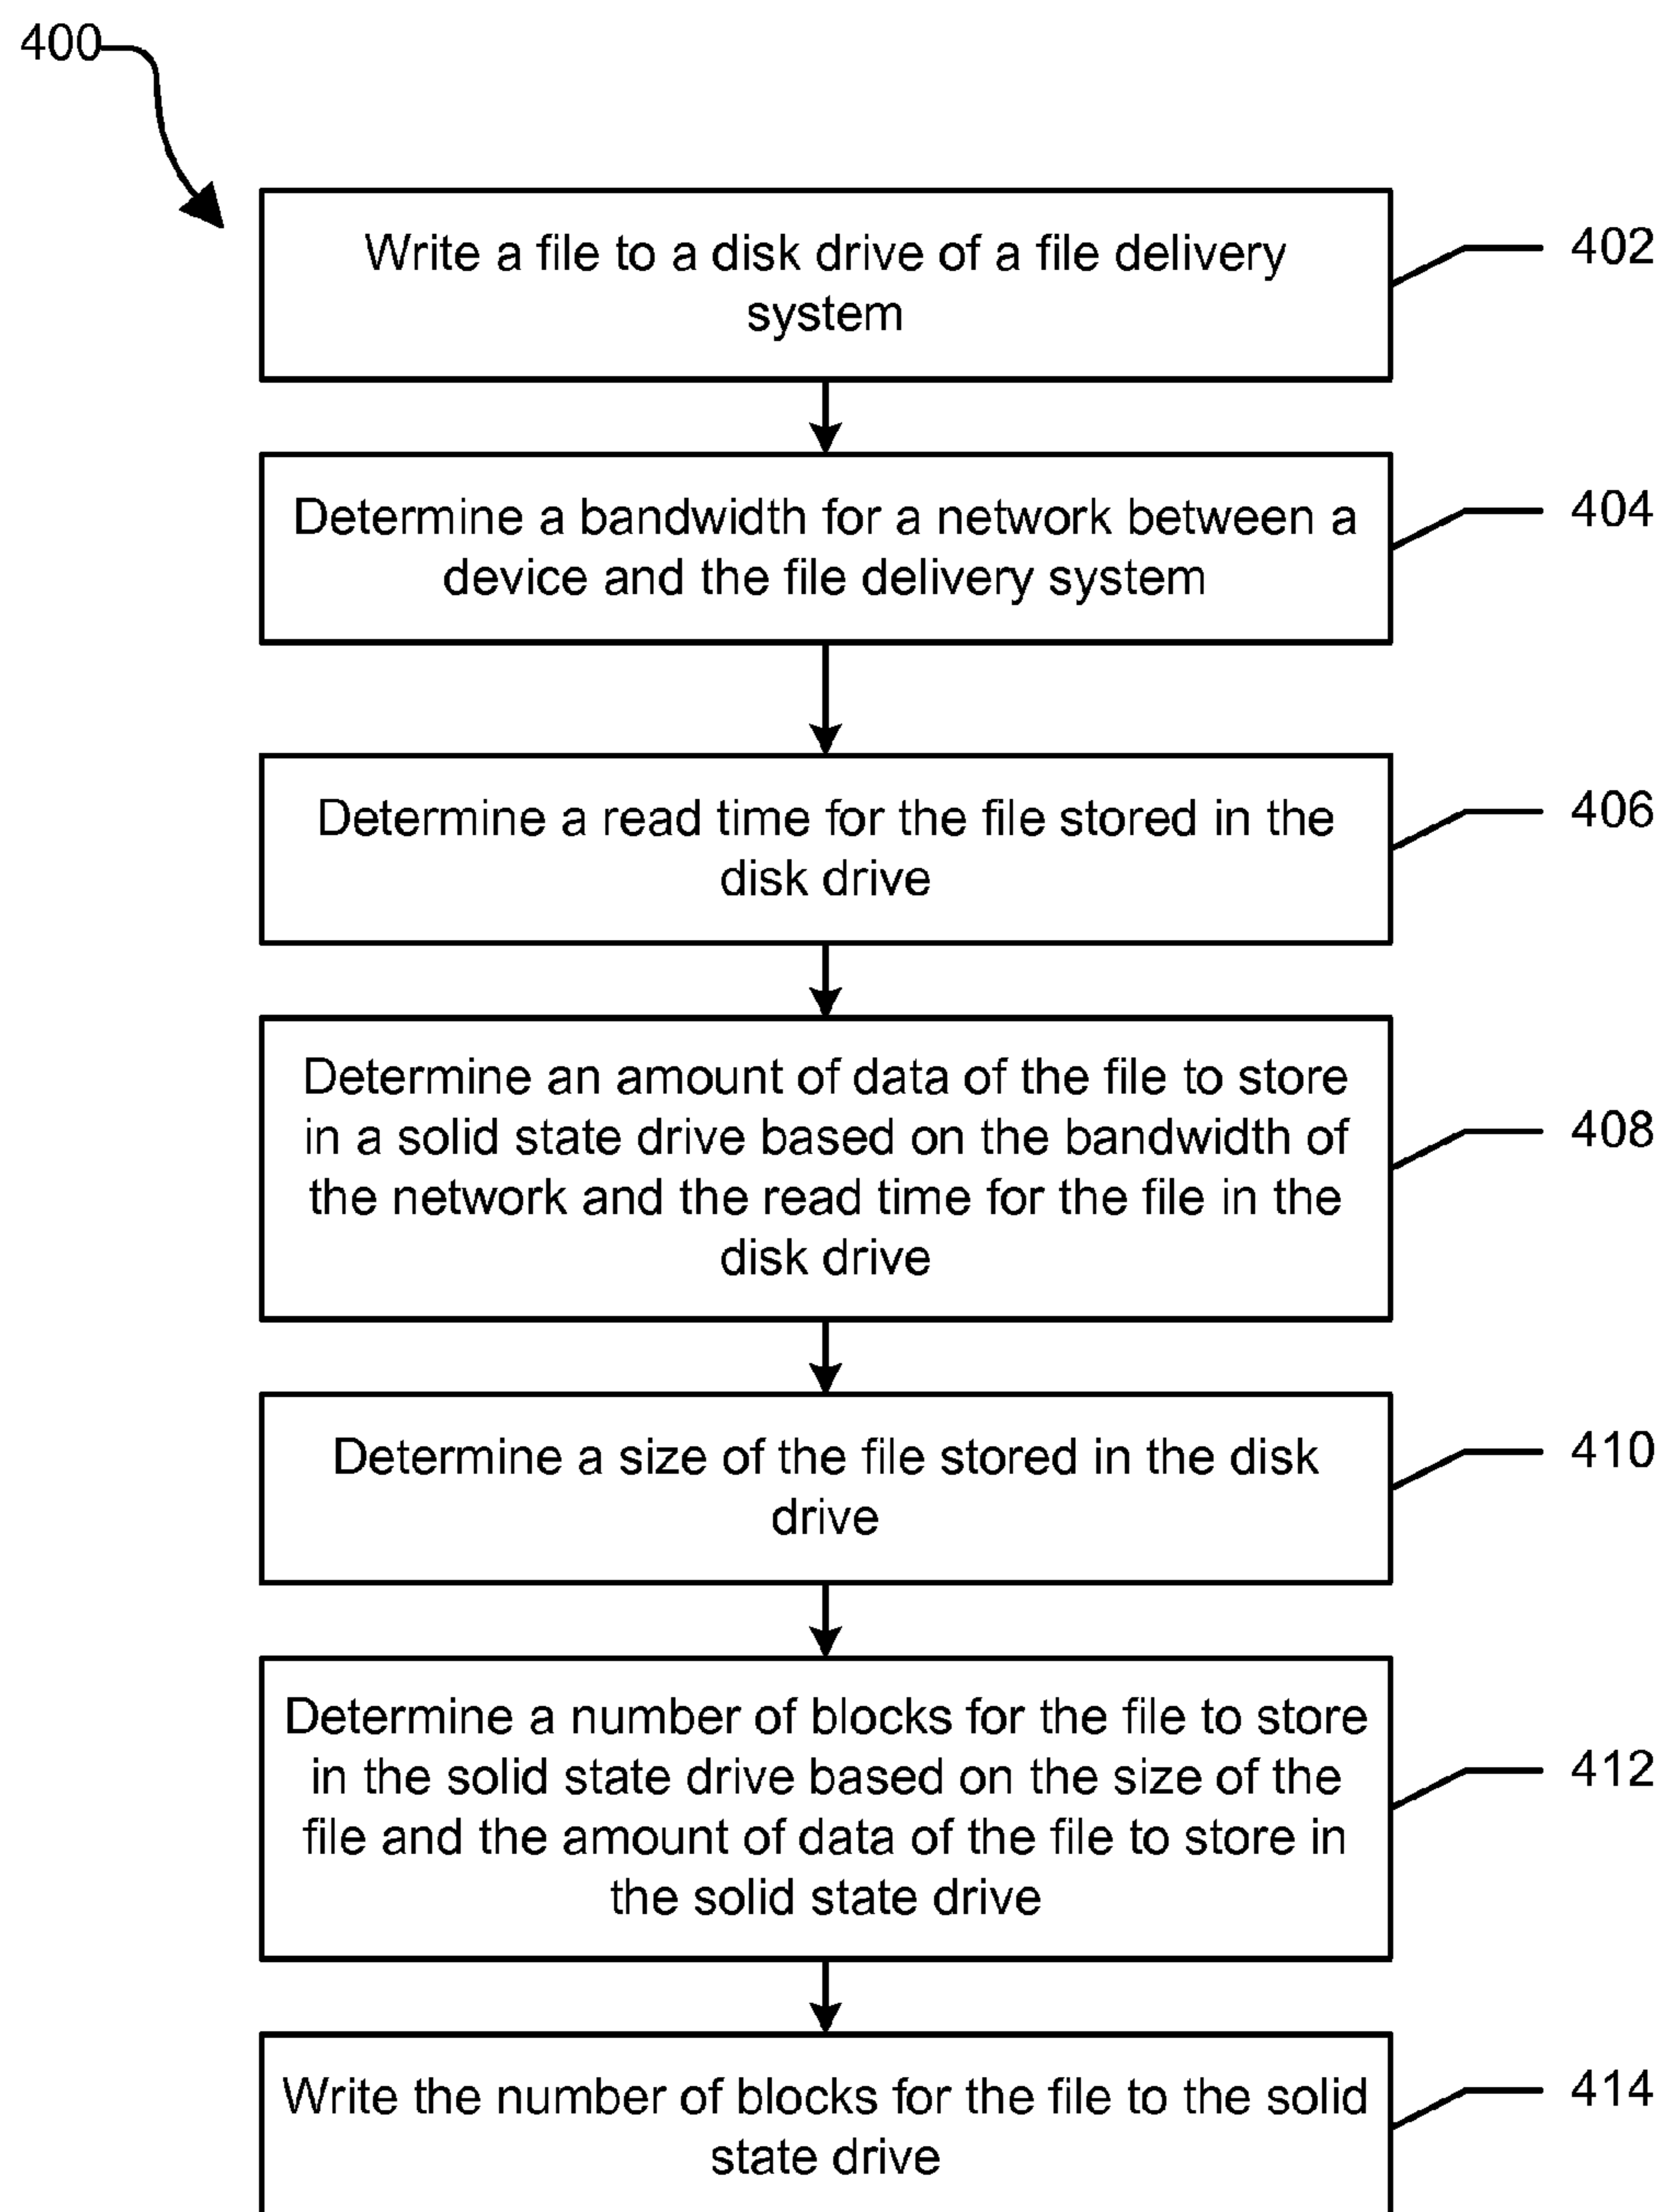 400
Write a file to a disk drive of a file delivery
system
402
Determine a bandwidth for a network between a
device and the file delivery system
404
Determine a read time for the file stored in the
disk drive
406
Determine an amount of data of the file to store
in a solid state drive based on the bandwidth of
the network and the read time for the file in the
disk drive
408
Determine a size of the file stored in the disk
drive
410
Determine a number of blocks for the file to store
in the solid state drive based on the size of the
file and the amount of data of the file to store in
the solid state drive
412
Write the number of blocks for the file to the solid
state drive
414